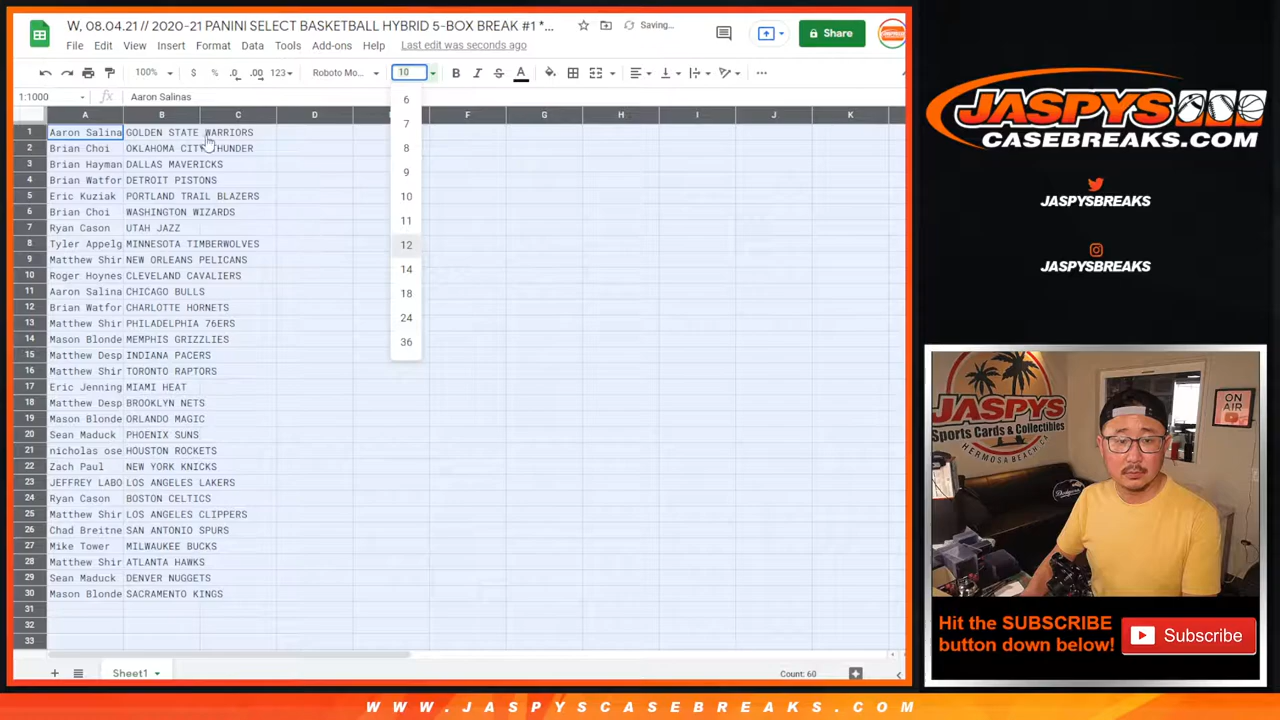 W, 08.04.21 // 2020-21 PANINI SELECT BASKETBALL HYBRID 5-BOX BREAK #1 *...
Saving...
File Edit View Insert Format Data Tools Add-ons Help Last edit was seconds ago
Share
100% $ % .0 .00 123 Roboto Mo... 10 B I S A
1:1000 fx Aaron Salinas
A B C D F G H I J K
1 Aaron Salina GOLDEN STATE WARRIORS
2 Brian Choi OKLAHOMA CITY THUNDER
3 Brian Hayman DALLAS MAVERICKS
4 Brian Watfor DETROIT PISTONS
5 Eric Kuziak PORTLAND TRAIL BLAZERS
6 Brian Choi WASHINGTON WIZARDS
7 Ryan Cason UTAH JAZZ
8 Tyler Appelg MINNESOTA TIMBERWOLVES
9 Matthew Shir NEW ORLEANS PELICANS
10 Roger Hoynes CLEVELAND CAVALIERS
11 Aaron Salina CHICAGO BULLS
12 Brian Watfor CHARLOTTE HORNETS
13 Matthew Shir PHILADELPHIA 76ERS
14 Mason Blonde MEMPHIS GRIZZLIES
15 Matthew Desp INDIANA PACERS
16 Matthew Shir TORONTO RAPTORS
17 Eric Jenning MIAMI HEAT
18 Matthew Desp BROOKLYN NETS
19 Mason Blonde ORLANDO MAGIC
20 Sean Maduck PHOENIX SUNS
21 nicholas ose HOUSTON ROCKETS
22 Zach Paul NEW YORK KNICKS
23 JEFFREY LABO LOS ANGELES LAKERS
24 Ryan Cason BOSTON CELTICS
25 Matthew Shir LOS ANGELES CLIPPERS
26 Chad Breitne SAN ANTONIO SPURS
27 Mike Tower MILWAUKEE BUCKS
28 Matthew Shir ATLANTA HAWKS
29 Sean Maduck DENVER NUGGETS
30 Mason Blonde SACRAMENTO KINGS
31
32
33
6
7
8
9
10
11
12
14
18
24
36
Sheet1
Count: 60
JASPYS
CASEBREAKS.COM
JASPYSBREAKS
JASPYSBREAKS
JASPYS
Sports Cards & Collectibles
HERMOSA BEACH CA
ON AIR
Dodgers
Hit the SUBSCRIBE
button down below!
Subscribe
WWW.JASPYSCASEBREAKS.COM